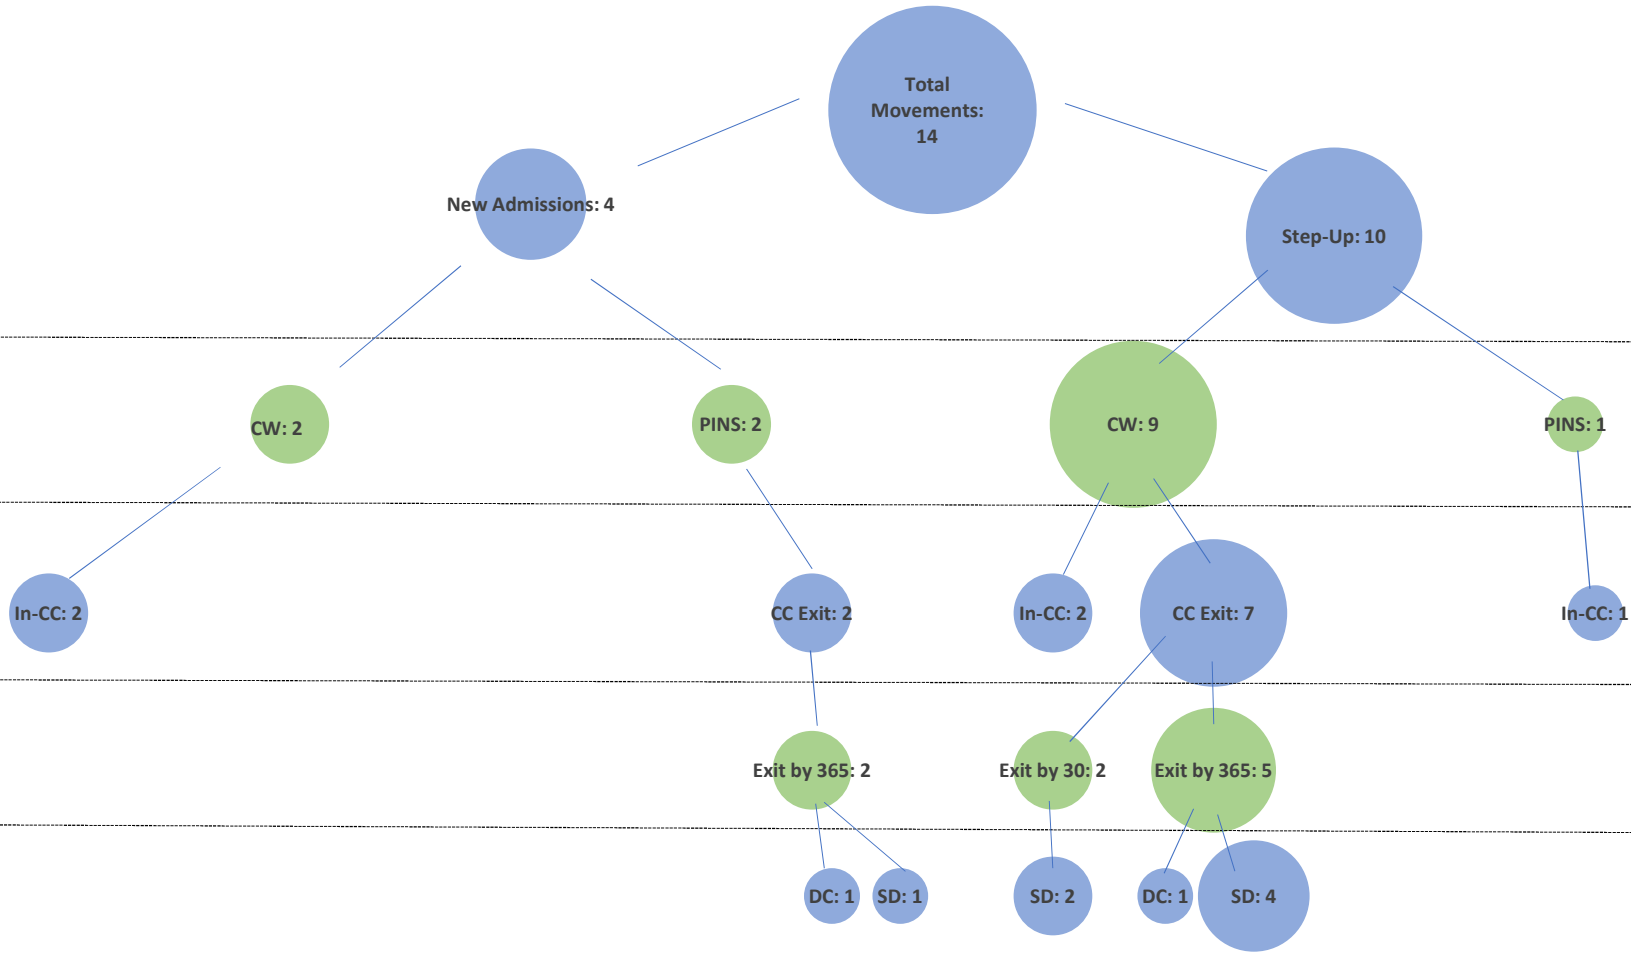 Total
Movements:
14
New Admissions: 4
Step-Up: 10
CW: 2
PINS: 2
CW: 9
PINS: 1
In-CC: 2
CC Exit: 2
In-CC: 2
CC Exit: 7
In-CC: 1
Exit by 365: 2
Exit by 30: 2
Exit by 365: 5
DC: 1
SD: 1
SD: 2
DC: 1
SD: 4